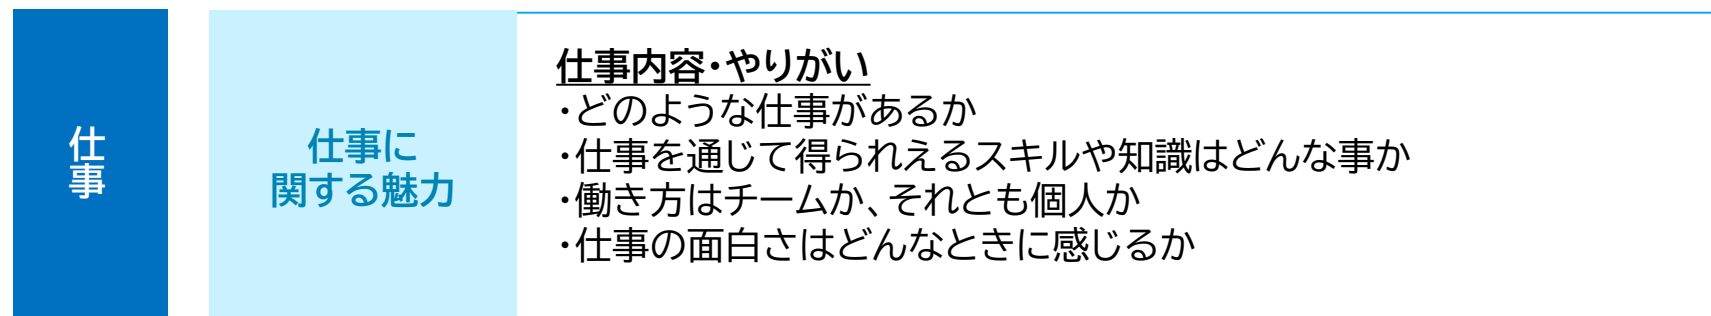 仕事
仕事に
関する魅力
仕事内容・やりがい
・どのような仕事があるか
・仕事を通じて得られえるスキルや知識はどんな事か
・働き方はチームか、それとも個人か
・仕事の面白さはどんなときに感じるか